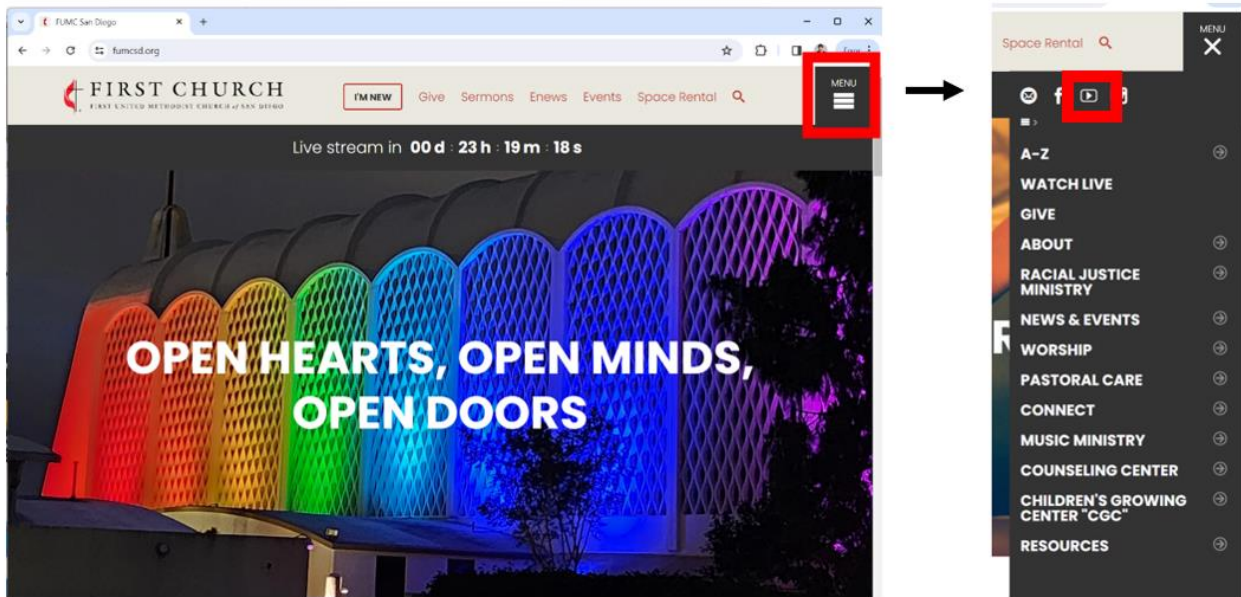 FUMC San Diego
fumcsd.org
FIRST CHURCH
FIRST UNITED METHODIST CHURCH of SAN DIEGO
I'M NEW Give Sermons Enews Events Space Rental
MENU
Live stream in 00 d : 23 h : 19 m : 18 s
OPEN HEARTS, OPEN MINDS,
OPEN DOORS
Space Rental
MENU
A-Z
WATCH LIVE
GIVE
ABOUT
RACIAL JUSTICE
MINISTRY
NEWS & EVENTS
WORSHIP
PASTORAL CARE
CONNECT
MUSIC MINISTRY
COUNSELING CENTER
CHILDREN'S GROWING
CENTER "CGC"
RESOURCES